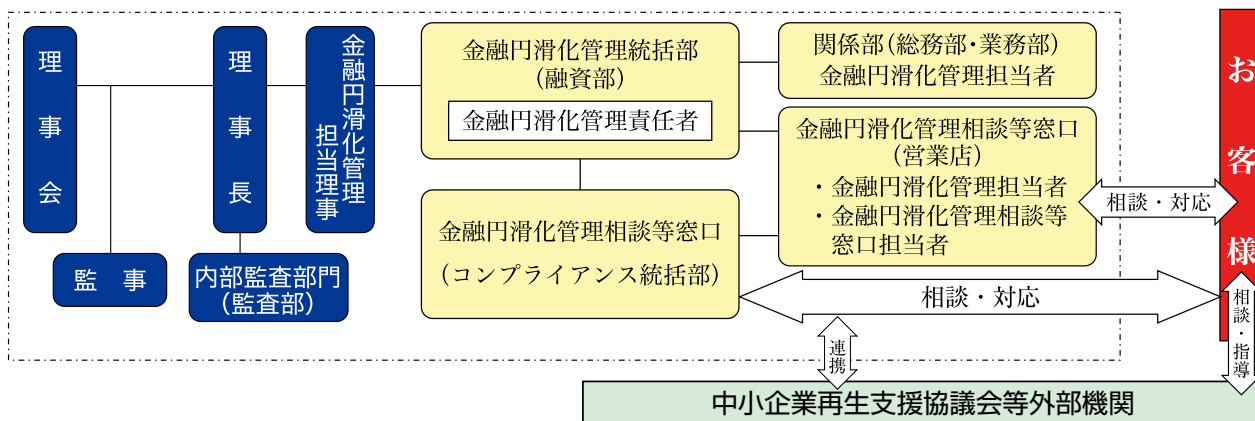 理事会
監　事
理事長
内部監査部門
（監査部）
金融円滑化管理
担当理事
金融円滑化管理統括部
（融資部）
金融円滑化管理責任者
金融円滑化管理相談等窓口
（コンプライアンス統括部）
関係部（総務部・業務部）
金融円滑化管理担当者
金融円滑化管理相談等窓口
（営業店）
・金融円滑化管理担当者
・金融円滑化管理相談等
窓口担当者
相談・対応
相談・対応
お客様
連携
相談・指導
中小企業再生支援協議会等外部機関